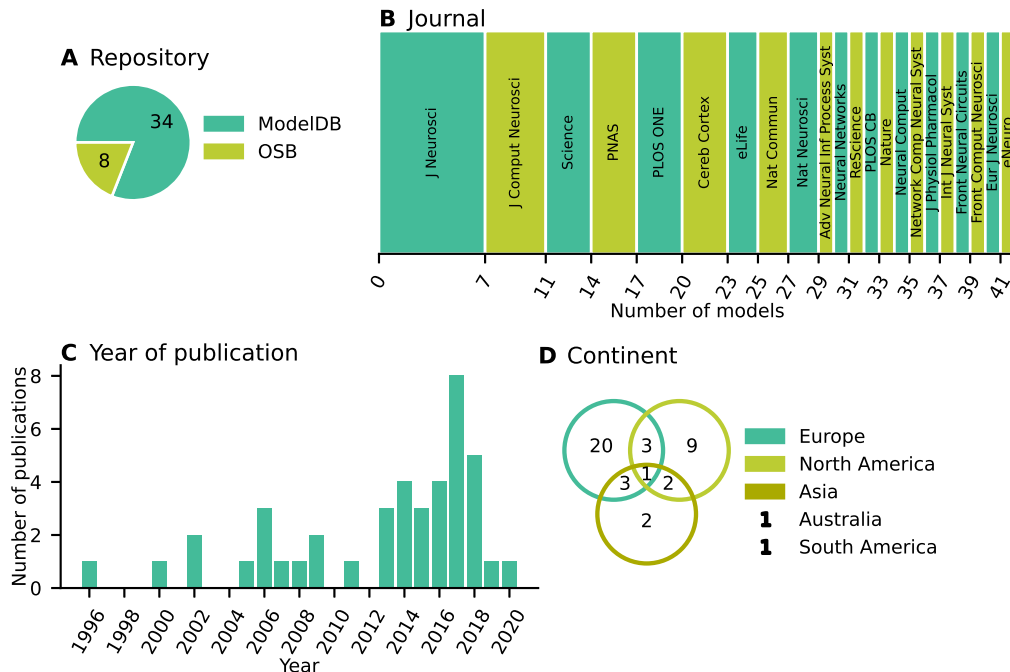 A Repository
34
8
ModelDB
OSB
B Journal
J Neurosci
J Comput Neurosci
Science
PNAS
PLOS ONE
Cereb Cortex
eLife
Nat Commun
Nat Neurosci
Adv Neural Inf Process Syst
Neural Networks
ReScience
PLOS CB
Nature
Neural Comput
Network Comp Neural Syst
J Physiol Pharmacol
Int J Neural Syst
Front Neural Circuits
Front Comput Neurosci
Eur J Neurosci
eNeuro
0 7 11 14 17 20 23 25 27 29 31 33 35 37 39 41
Number of models
C Year of publication
Number of publications
8
6
4
2
0
1996 1998 2000 2002 2004 2006 2008 2010 2012 2014 2016 2018 2020
Year
D Continent
20 3 9
3 1 2
2
Europe
North America
Asia
1 Australia
1 South America